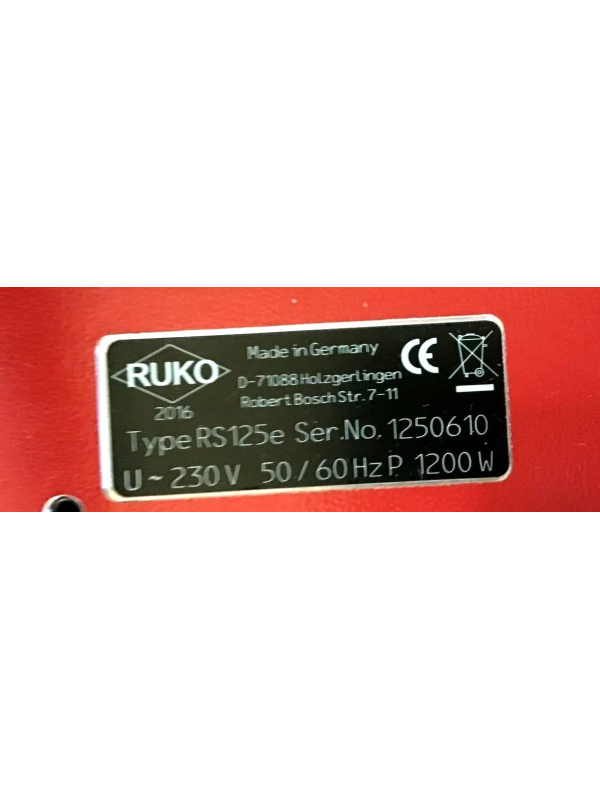 RUKO
2016
Made in Germany
D-71088 Holzgerlingen
Robert Bosch Str. 7-11
CE
Type RS125e Ser.No. 1250610
U ~ 230 V 50 / 60 Hz P 1200 W